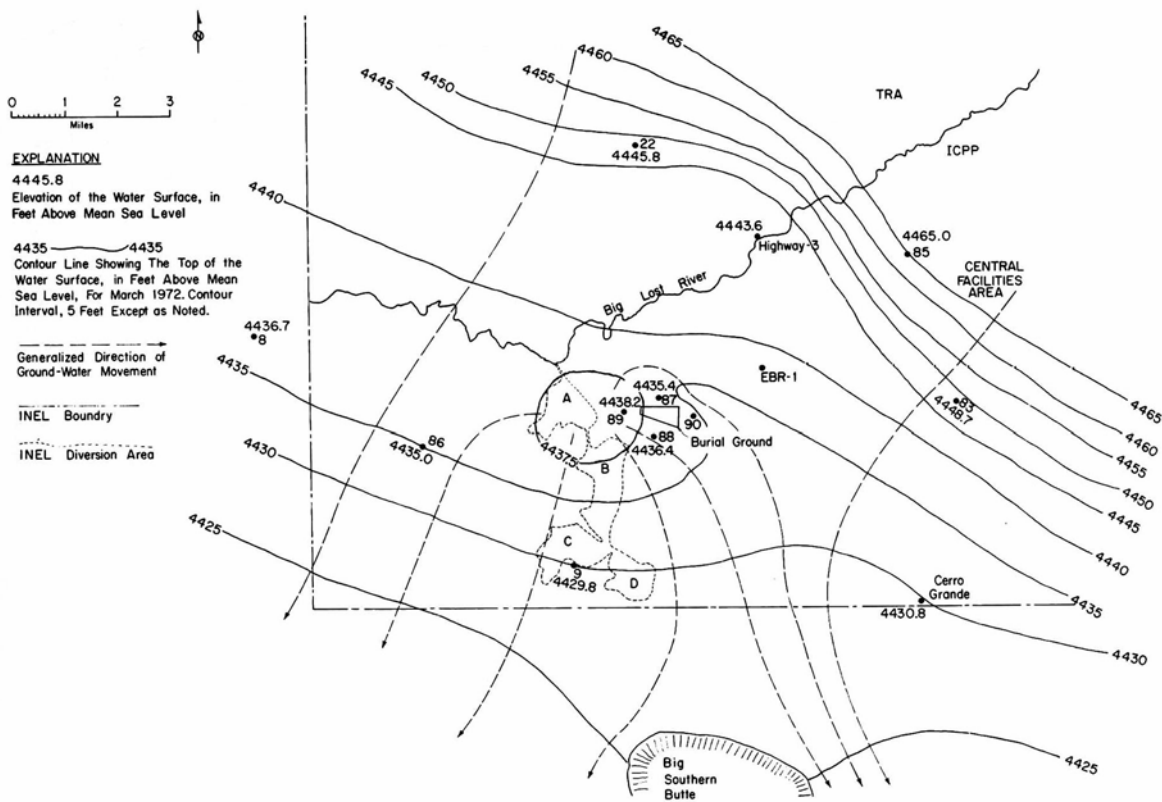 N
0 1 2 3
Miles
EXPLANATION
4445.8
Elevation of the Water Surface, in
Feet Above Mean Sea Level
4435 4435
Contour Line Showing The Top of the
Water Surface, in Feet Above Mean
Sea Level, For March 1972. Contour
Interval, 5 Feet Except as Noted.
Generalized Direction of
Ground-Water Movement
INEL Boundry
INEL Diversion Area
4465
4460
4455
4450
4445
4440
4435
4430
4425
TRA
ICPP
22
4445.8
4443.6
Highway-3
4465.0
85
CENTRAL
FACILITIES
AREA
Big Lost River
4436.7
8
EBR-1
4435.4
87
4438.2
89
90
Burial Ground
88
4436.4
83
4448.7
A
4437.5
B
86
4435.0
C
9
4429.8
D
Cerro
Grande
4430.8
4465
4460
4455
4450
4445
4440
4435
4430
4425
Big
Southern
Butte